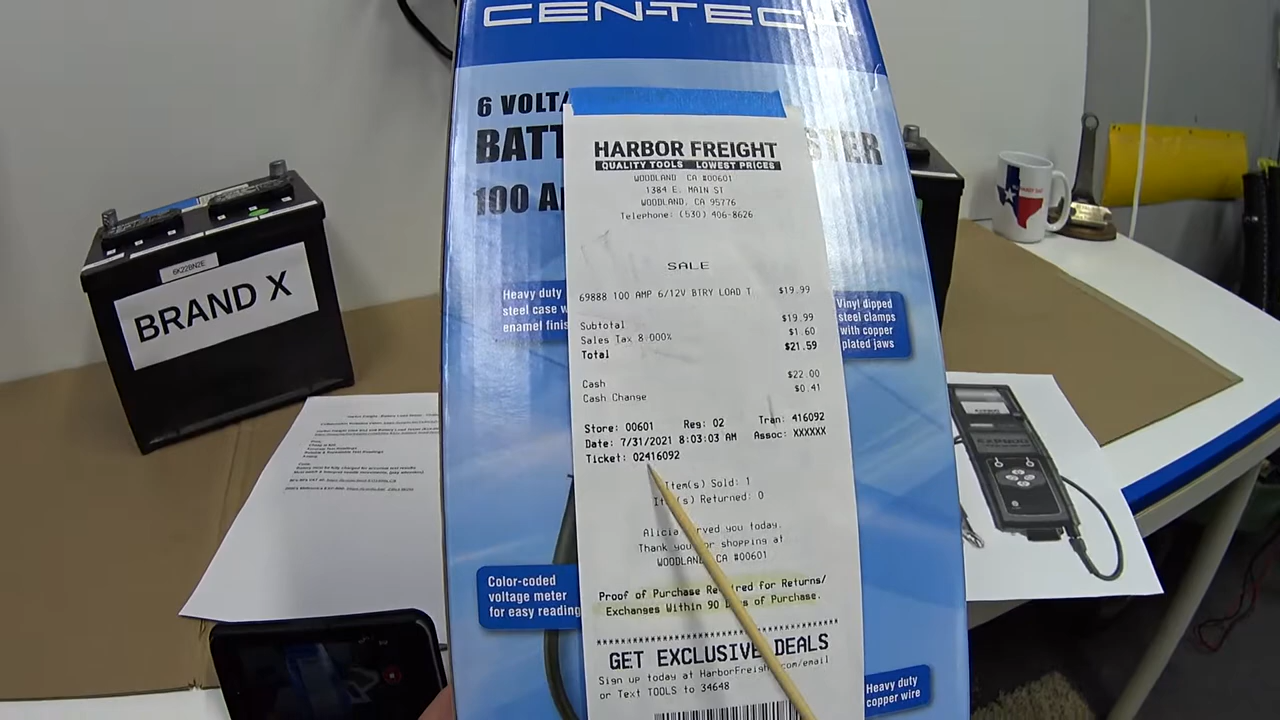 CEN-TECH
6 VOLT
BATT
STER
100 A
HARBOR FREIGHT
QUALITY TOOLS LOWEST PRICES
WOODLAND CA #00601
1384 E. MAIN ST
WOODLAND, CA 95776
Telephone: (530) 406-8626
SALE
69888 100 AMP 6/12V BTRY LOAD T $19.99
Subtotal $19.99
Sales Tax 8.000% $1.60
Total $21.59
Cash $22.00
Cash Change $0.41
Store: 00601 Reg: 02 Tran: 416092
Date: 7/31/2021 8:03:03 AM Assoc: XXXXXX
Ticket: 02416092
Item(s) Sold: 1
It (s) Returned: 0
Alicia rved you today.
Thank you for shopping at
WOODLAND, CA #00601
Proof of Purchase Required for Returns/
Exchanges Within 90 Days of Purchase.
GET EXCLUSIVE DEALS
Sign up today at HarborFreight.com/email
or Text TOOLS to 34648
Heavy duty
steel case w
enamel finis
Vinyl dipped
steel clamps
with copper
plated jaws
Color-coded
voltage meter
for easy reading
Heavy duty
copper wire
BRAND X